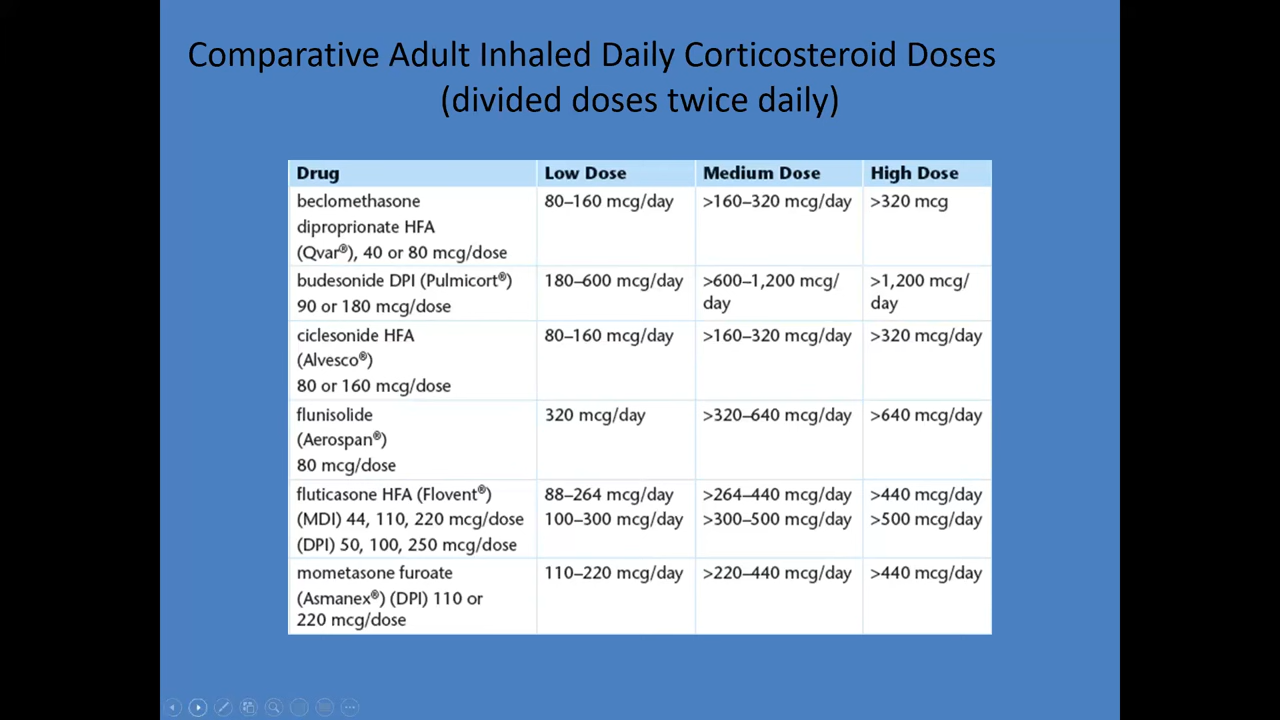 Comparative Adult Inhaled Daily Corticosteroid Doses
(divided doses twice daily)
Drug Low Dose Medium Dose High Dose
beclomethasone 80–160 mcg/day >160–320 mcg/day >320 mcg
diproprionate HFA
(Qvar®), 40 or 80 mcg/dose
budesonide DPI (Pulmicort®) 180–600 mcg/day >600–1,200 mcg/ >1,200 mcg/
day day
90 or 180 mcg/dose
ciclesonide HFA 80–160 mcg/day >160–320 mcg/day >320 mcg/day
(Alvesco®)
80 or 160 mcg/dose
flunisolide 320 mcg/day >320–640 mcg/day >640 mcg/day
(Aerospan®)
80 mcg/dose
fluticasone HFA (Flovent®) 88–264 mcg/day >264–440 mcg/day >440 mcg/day
(MDI) 44, 110, 220 mcg/dose 100–300 mcg/day >300–500 mcg/day >500 mcg/day
(DPI) 50, 100, 250 mcg/dose
mometasone furoate 110–220 mcg/day >220–440 mcg/day >440 mcg/day
(Asmanex®) (DPI) 110 or
220 mcg/dose